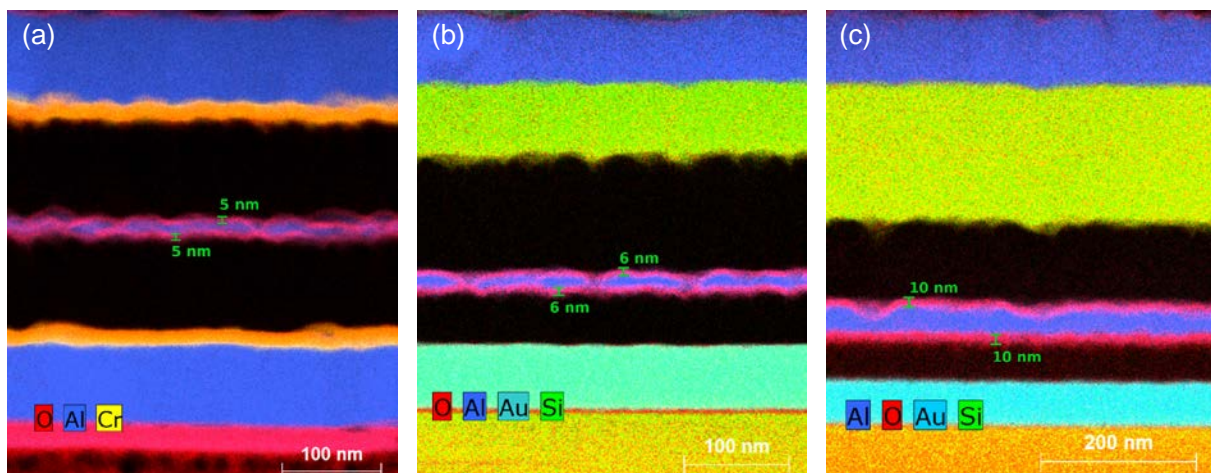 (a)
5 nm
5 nm
O Al Cr
100 nm
(b)
6 nm
6 nm
O Al Au Si
100 nm
(c)
10 nm
10 nm
Al O Au Si
200 nm